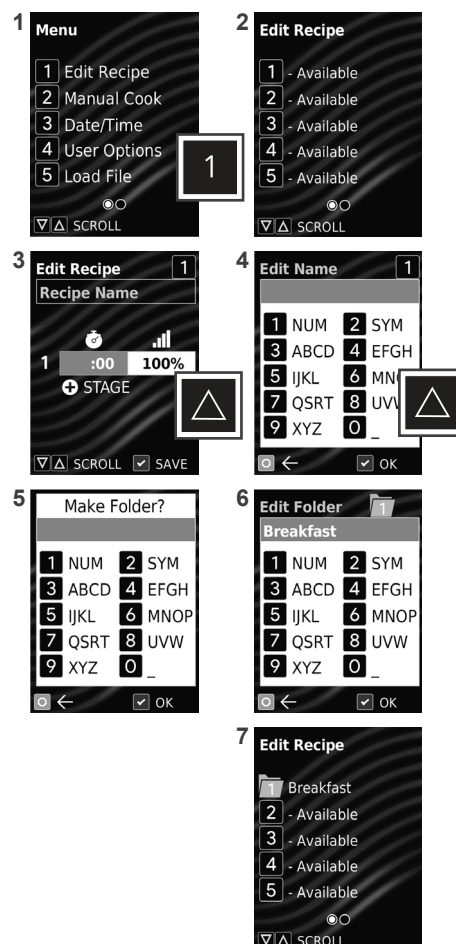 1
Menu
1 Edit Recipe
2 Manual Cook
3 Date/Time
4 User Options
5 Load File
1
SCROLL
2
Edit Recipe
1 - Available
2 - Available
3 - Available
4 - Available
5 - Available
SCROLL
3
Edit Recipe 1
Recipe Name
1 :00 100%
STAGE
SCROLL SAVE
4
Edit Name 1
1 NUM 2 SYM
3 ABCD 4 EFGH
5 IJKL 6 MN
7 QSRT 8 UV
9 XYZ 0 _
← OK
5
Make Folder?
1 NUM 2 SYM
3 ABCD 4 EFGH
5 IJKL 6 MNOP
7 QSRT 8 UVW
9 XYZ 0 _
← OK
6
Edit Folder 1
Breakfast
1 NUM 2 SYM
3 ABCD 4 EFGH
5 IJKL 6 MNOP
7 QSRT 8 UVW
9 XYZ 0 _
← OK
7
Edit Recipe
1 Breakfast
2 - Available
3 - Available
4 - Available
5 - Available
SCROLL